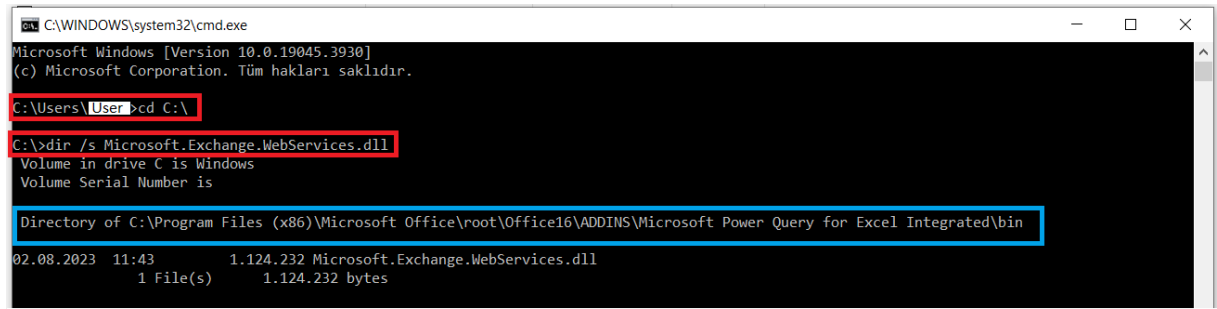 C:\WINDOWS\system32\cmd.exe
Microsoft Windows [Version 10.0.19045.3930]
(c) Microsoft Corporation. Tüm hakları saklıdır.
C:\Users\User>cd C:\
C:\>dir /s Microsoft.Exchange.WebServices.dll
Volume in drive C is Windows
Volume Serial Number is
Directory of C:\Program Files (x86)\Microsoft Office\root\Office16\ADDINS\Microsoft Power Query for Excel Integrated\bin
02.08.2023 11:43 1.124.232 Microsoft.Exchange.WebServices.dll
1 File(s) 1.124.232 bytes